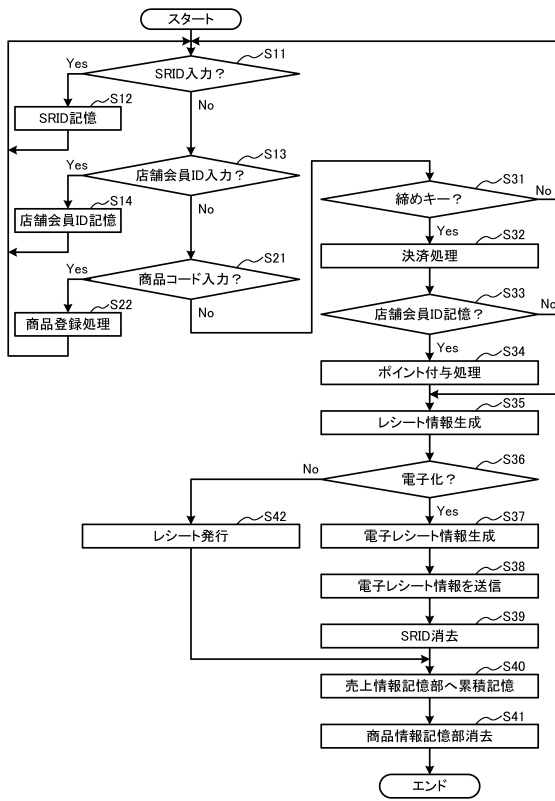 スタート
S11
SRID入力？
Yes
No
S12
SRID記憶
S13
店舗会員ID入力？
Yes
No
S14
店舗会員ID記憶
S21
商品コード入力？
Yes
No
S22
商品登録処理
S31
締めキー？
No
Yes
S32
決済処理
S33
店舗会員ID記憶？
No
Yes
S34
ポイント付与処理
S35
レシート情報生成
S36
電子化？
No
Yes
S42
レシート発行
S37
電子レシート情報生成
S38
電子レシート情報を送信
S39
SRID消去
S40
売上情報記憶部へ累積記憶
S41
商品情報記憶部消去
エンド